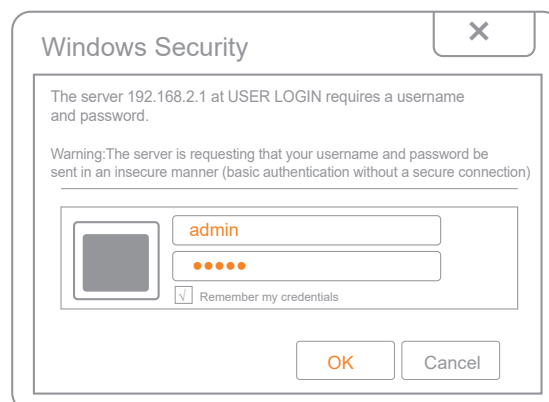 Windows Security
×
The server 192.168.2.1 at USER LOGIN requires a username
and password.
Warning:The server is requesting that your username and password be
sent in an insecure manner (basic authentication without a secure connection)
admin
●●●●●
√ Remember my credentials
OK Cancel